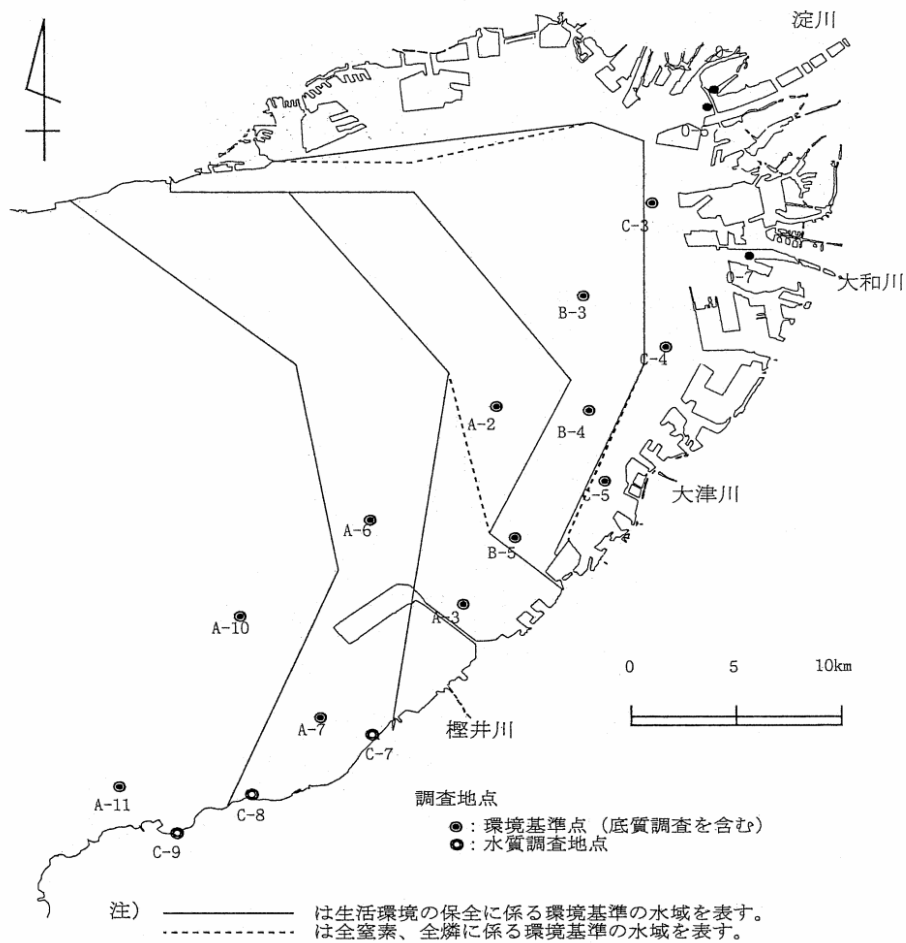 淀川
C-3
O-7
大和川
B-3
C-4
A-2
B-4
C-5
大津川
A-6
B-5
A-3
A-10
0 5 10km
A-7
C-7
樫井川
A-11
C-8
C-9
調査地点
：環境基準点（底質調査を含む）
：水質調査地点
注）
は生活環境の保全に係る環境基準の水域を表す。
は全窒素、全燐に係る環境基準の水域を表す。